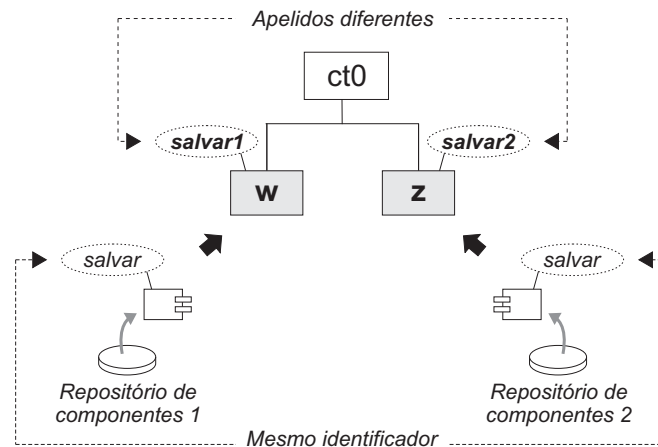 Apelidos diferentes
ct0
salvar1
salvar2
w
z
salvar
salvar
Repositório de
componentes 1
Repositório de
componentes 2
Mesmo identificador